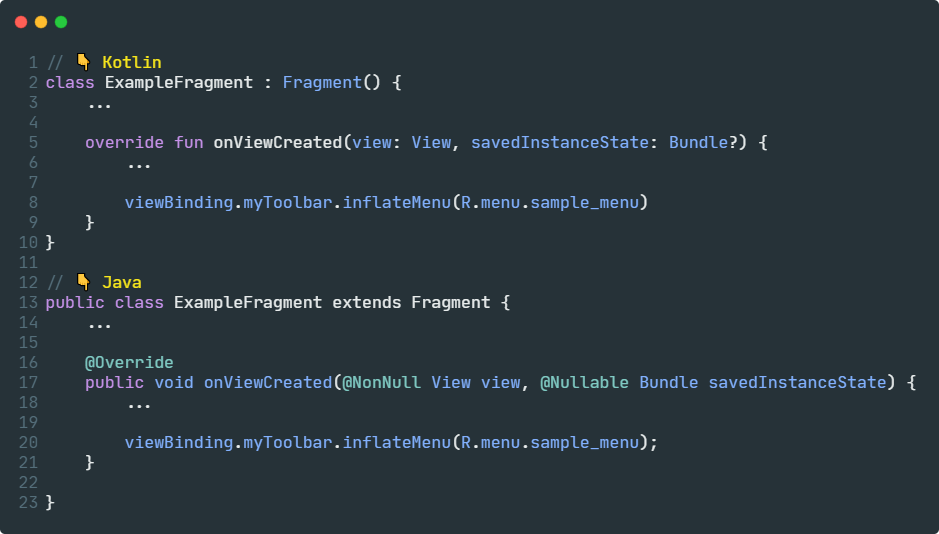 1 // 👇 Kotlin
2 class ExampleFragment : Fragment() {
3     ...
4
5     override fun onViewCreated(view: View, savedInstanceState: Bundle?) {
6         ...
7
8         viewBinding.myToolbar.inflateMenu(R.menu.sample_menu)
9     }
10 }
11
12 // 👇 Java
13 public class ExampleFragment extends Fragment {
14     ...
15
16     @Override
17     public void onViewCreated(@NonNull View view, @Nullable Bundle savedInstanceState) {
18         ...
19
20         viewBinding.myToolbar.inflateMenu(R.menu.sample_menu);
21     }
22
23 }